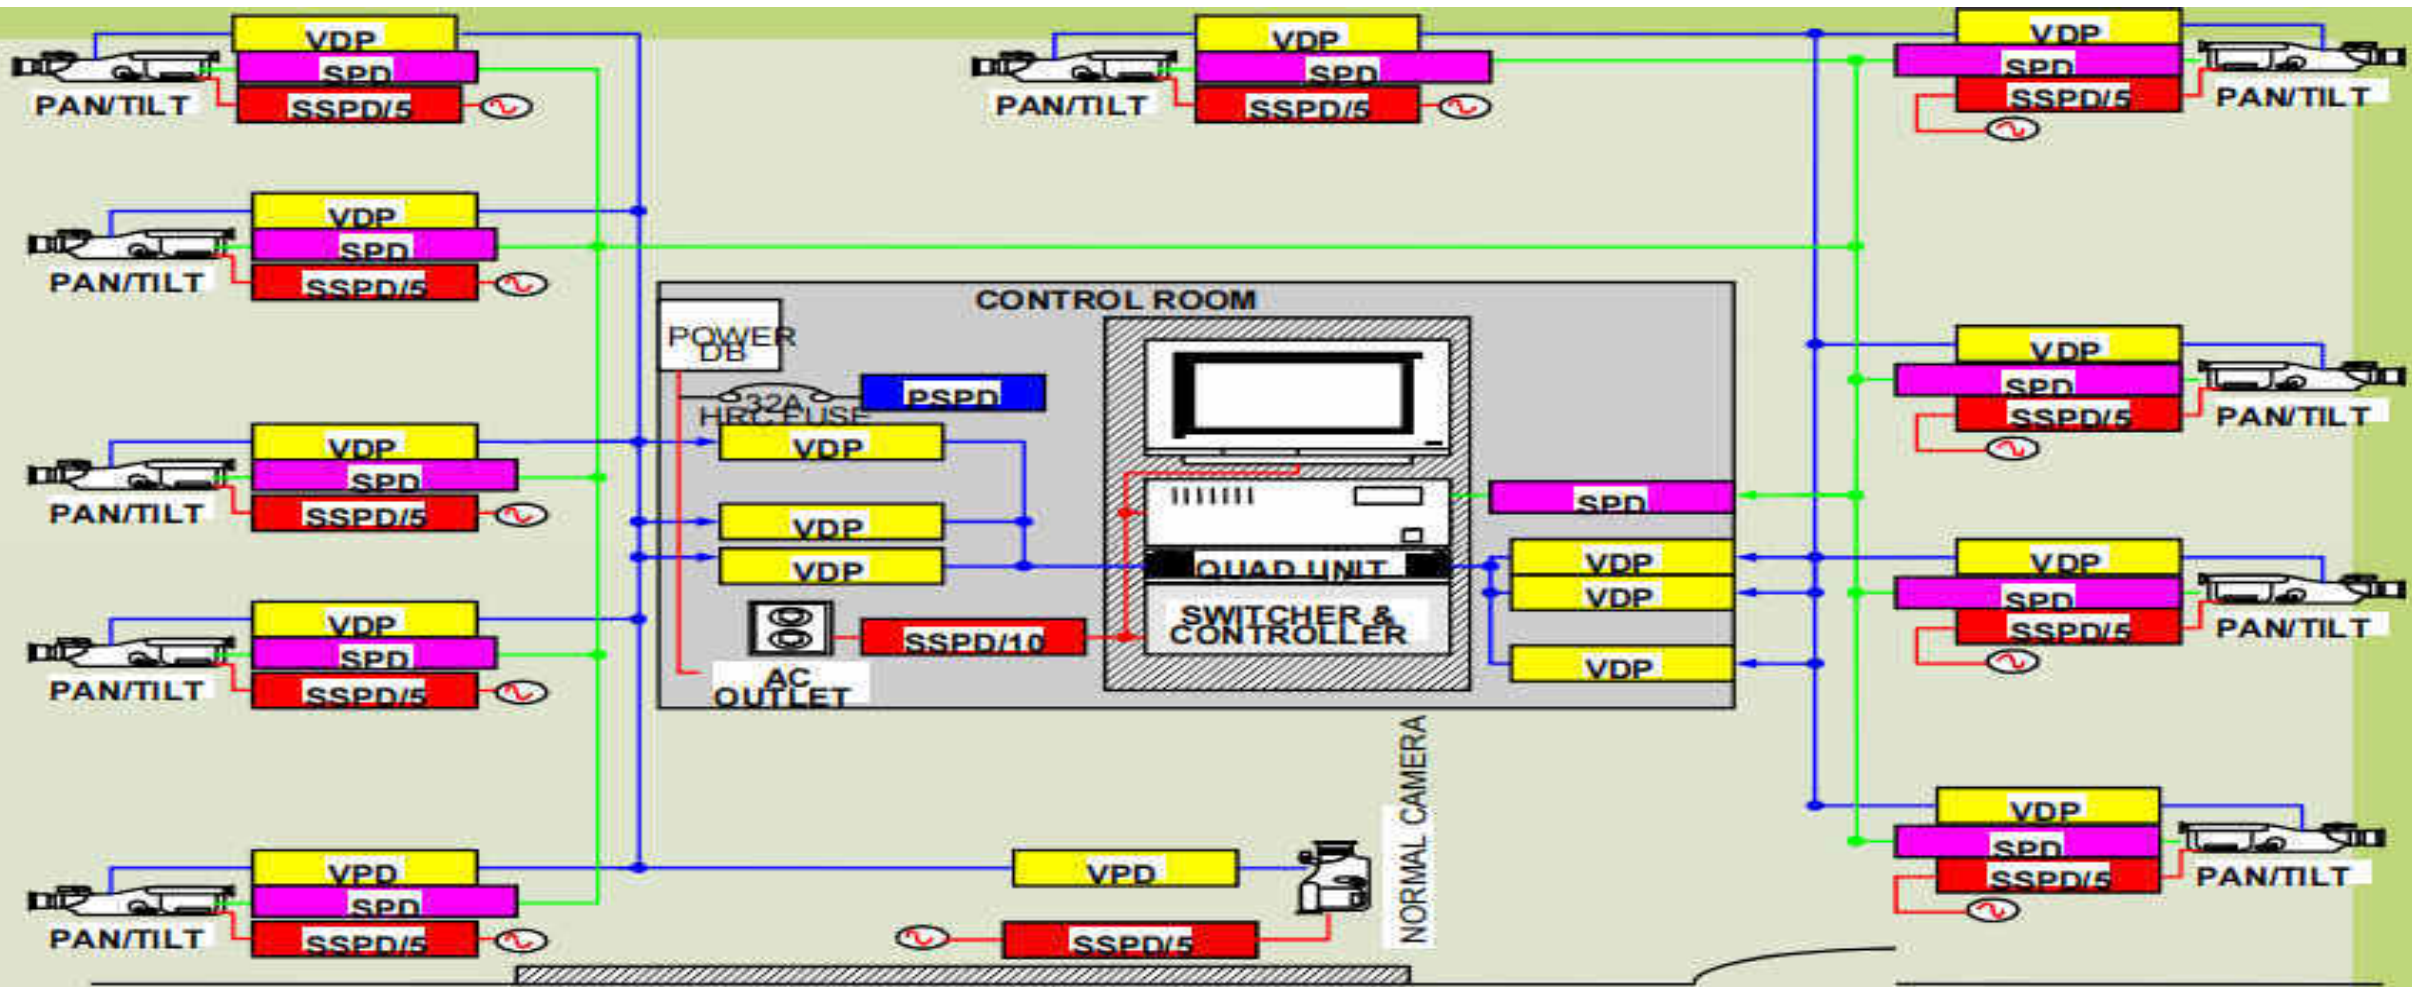 VDP
SPD
SSPD/5
PAN/TILT
VDP
SPD
SSPD/5
PAN/TILT
VDP
SPD
SSPD/5
PAN/TILT
VDP
SPD
SSPD/5
PAN/TILT
VDP
SPD
SSPD/5
PAN/TILT
VDP
SPD
SSPD/5
PAN/TILT
VPD
SPD
SSPD/5
PAN/TILT
CONTROL ROOM
POWER
DB
32A
HRC FUSE
PSPD
VDP
VDP
VDP
AC
OUTLET
SSPD/10
QUAD UNIT
SWITCHER &
CONTROLLER
SPD
VDP
VDP
VDP
VDP
SPD
SSPD/5
PAN/TILT
VDP
SPD
SSPD/5
PAN/TILT
VDP
SPD
SSPD/5
PAN/TILT
VPD
SSPD/5
NORMAL CAMERA